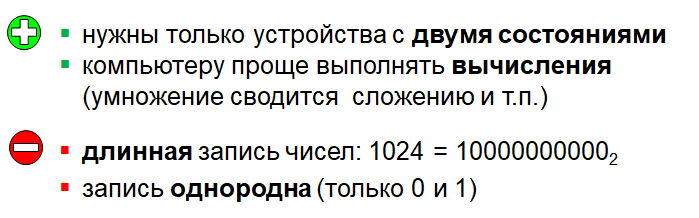 нужны только устройства с двумя состояниями
компьютеру проще выполнять вычисления
(умножение сводится сложению и т.п.)
длинная запись чисел: 1024 = 10000000000₂
запись однородна (только 0 и 1)